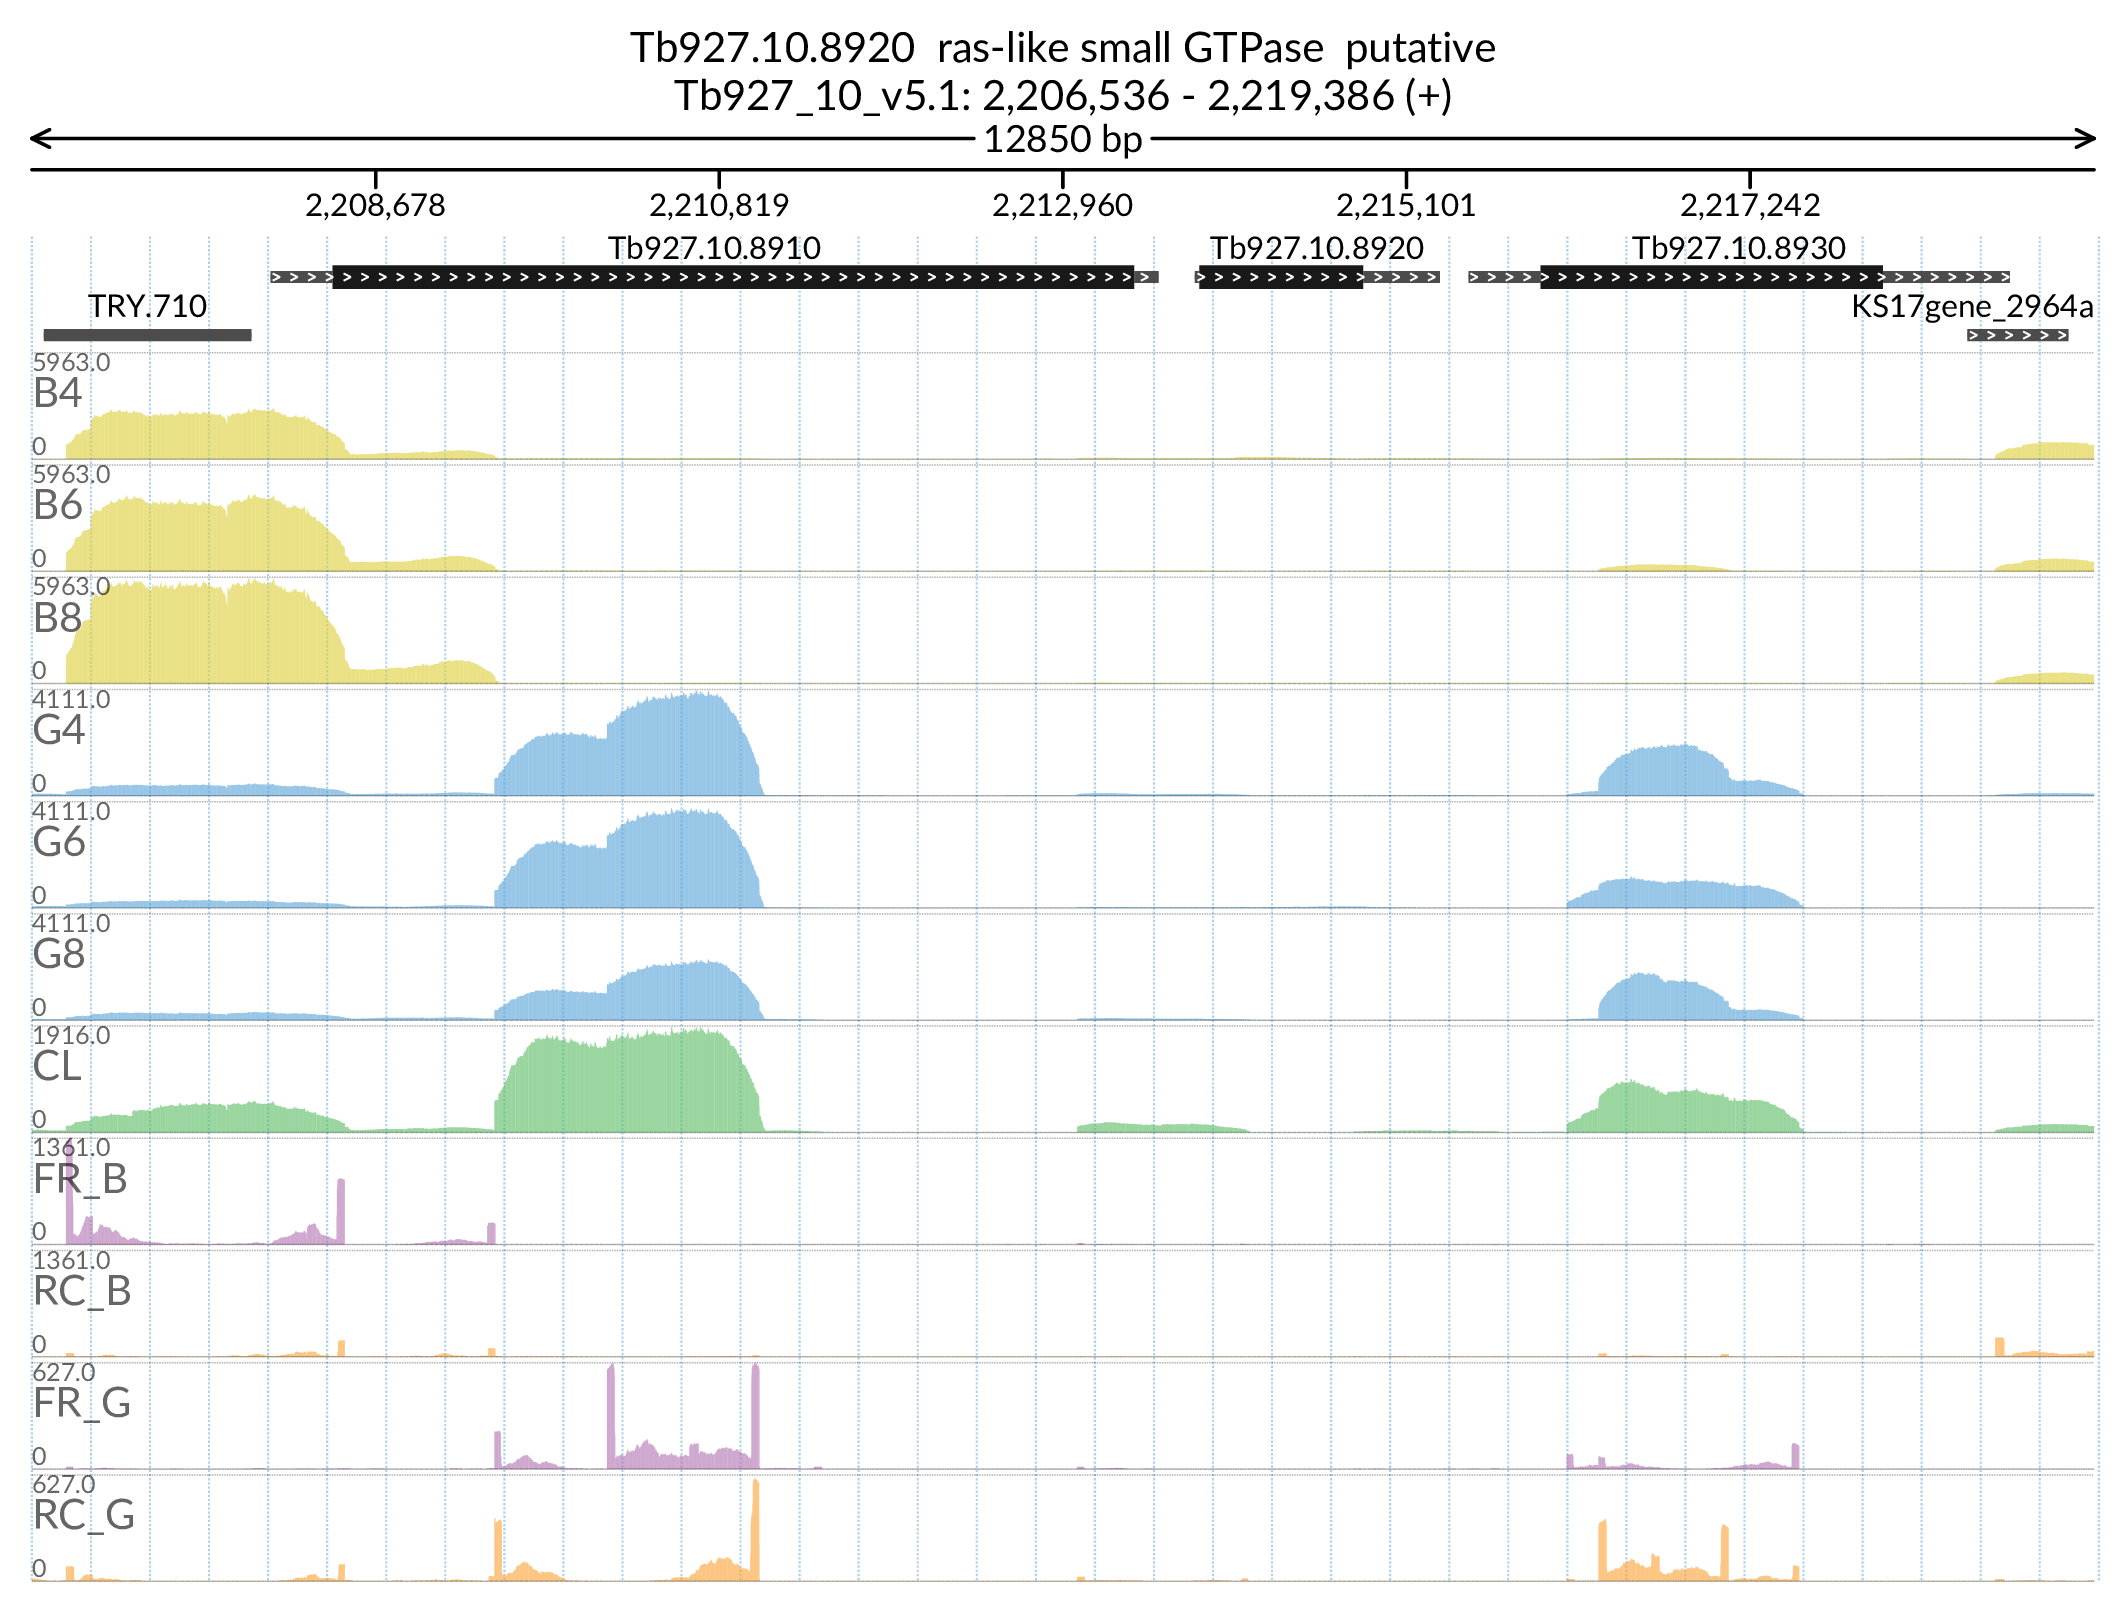 Tb927.10.8920  ras-like small GTPase  putative
Tb927_10_v5.1: 2,206,536 - 2,219,386 (+)
12850 bp
2,208,678 2,210,819 2,212,960 2,215,101 2,217,242
Tb927.10.8910 Tb927.10.8920 Tb927.10.8930
TRY.710 KS17gene_2964a
5963.0
B4
0
5963.0
B6
0
5963.0
B8
0
4111.0
G4
0
4111.0
G6
0
4111.0
G8
0
1916.0
CL
0
1361.0
FR_B
0
1361.0
RC_B
0
627.0
FR_G
0
627.0
RC_G
0